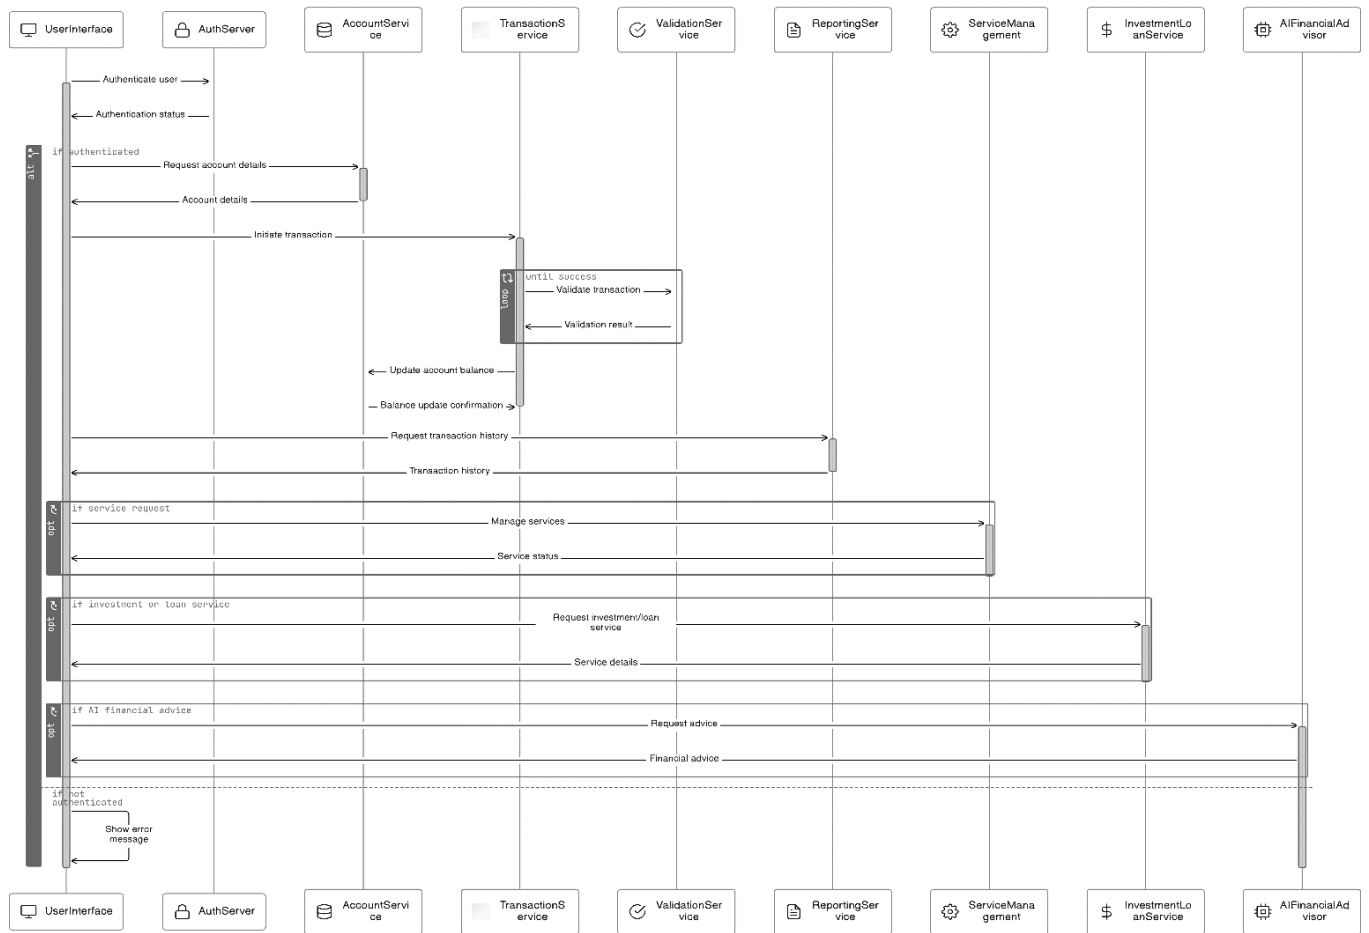 UserInterface
AuthServer
AccountServi
ce
TransactionS
ervice
ValidationSer
vice
ReportingSer
vice
ServiceMana
gement
InvestmentLo
anService
AIFinancialAd
visor
Authenticate user
Authentication status
alt
if authenticated
Request account details
Account details
Initiate transaction
loop
until success
Validate transaction
Validation result
Update account balance
Balance update confirmation
Request transaction history
Transaction history
opt
if service request
Manage services
Service status
opt
if investment or loan service
Request investment/loan
service
Service details
opt
if AI financial advice
Request advice
Financial advice
if not
authenticated
Show error
message
UserInterface
AuthServer
AccountServi
ce
TransactionS
ervice
ValidationSer
vice
ReportingSer
vice
ServiceMana
gement
InvestmentLo
anService
AIFinancialAd
visor